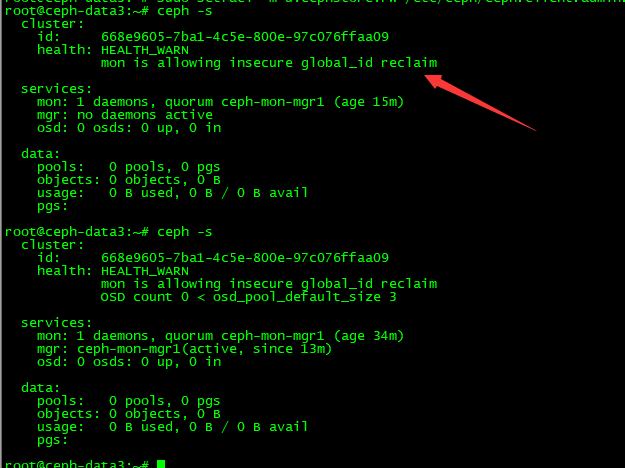 root@ceph-data3:~# ceph -s
  cluster:
    id:     668e9605-7ba1-4c5e-800e-97c076ffaa09
    health: HEALTH_WARN
            mon is allowing insecure global_id reclaim

  services:
    mon: 1 daemons, quorum ceph-mon-mgr1 (age 15m)
    mgr: no daemons active
    osd: 0 osds: 0 up, 0 in

  data:
    pools:   0 pools, 0 pgs
    objects: 0 objects, 0 B
    usage:   0 B used, 0 B / 0 B avail
    pgs:

root@ceph-data3:~# ceph -s
  cluster:
    id:     668e9605-7ba1-4c5e-800e-97c076ffaa09
    health: HEALTH_WARN
            mon is allowing insecure global_id reclaim
            OSD count 0 < osd_pool_default_size 3

  services:
    mon: 1 daemons, quorum ceph-mon-mgr1 (age 34m)
    mgr: ceph-mon-mgr1(active, since 13m)
    osd: 0 osds: 0 up, 0 in

  data:
    pools:   0 pools, 0 pgs
    objects: 0 objects, 0 B
    usage:   0 B used, 0 B / 0 B avail
    pgs:

root@ceph-data3:~#